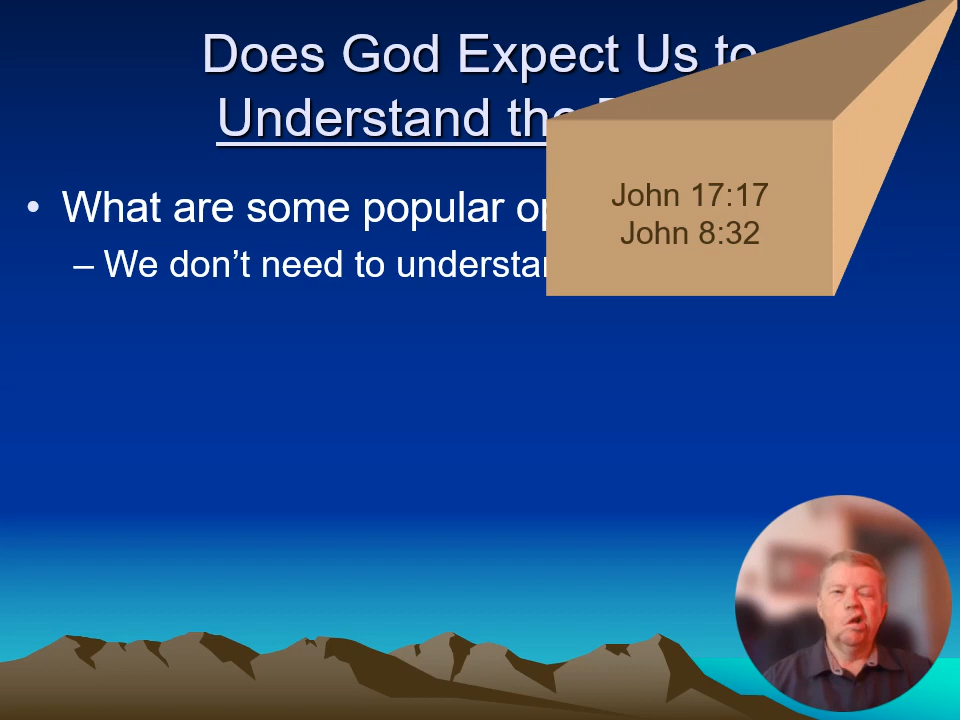 Does God Expect Us to
Understand the
• What are some popular
– We don’t need to
John 17:17
John 8:32